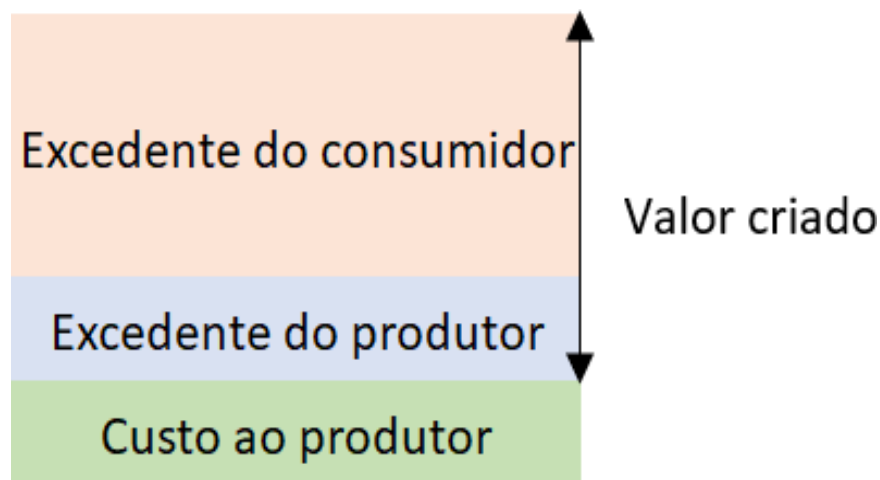 Excedente do consumidor
Valor criado
Excedente do produtor
Custo ao produtor